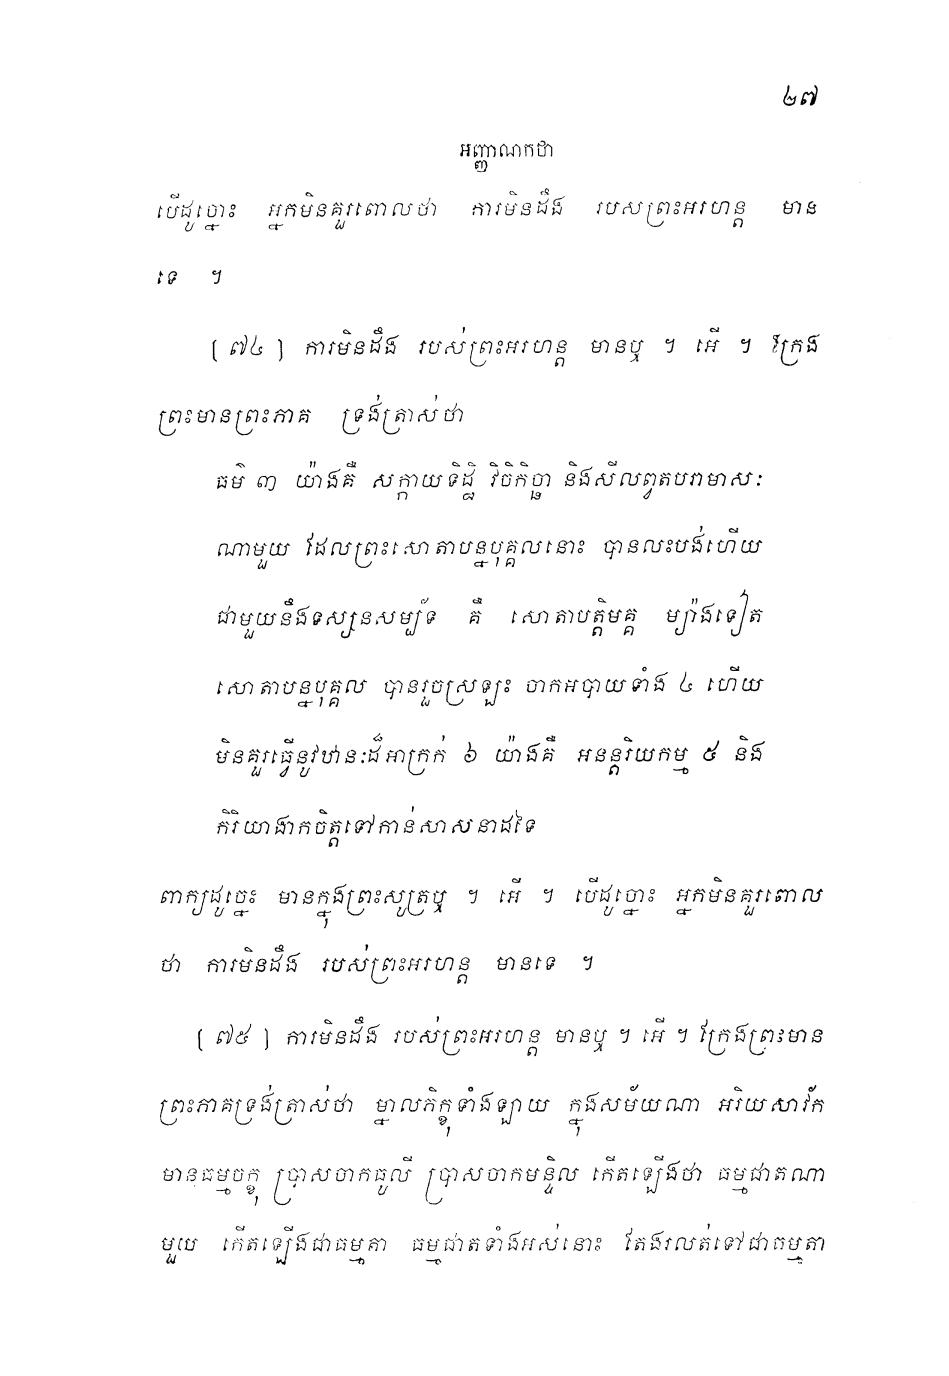 ២៧
អញ្ញាណកថា
បើដូច្នោះ អ្នកមិនគួរពោលថា ការមិនដឹង របស់ព្រះអរហន្ត មាន
ទេ ។
[ ៧៤ ] ការមិនដឹង របស់ព្រះអរហន្ត មានឬ ។ អើ ។ ក្រែង
ព្រះមានព្រះភាគ ទ្រង់ត្រាស់ថា
ធម៌ ៣ យ៉ាងគឺ សក្កាយទិដ្ឋិ វិចិកិច្ឆា និងសីលព្វតបរាមាសៈ
ណាមួយ ដែលព្រះសោតាបន្នបុគ្គលនោះ បានលះបង់ហើយ
ជាមួយនឹងទស្សនសម្ប័ទ គឺ សោតាបត្តិមគ្គ ម្យ៉ាងទៀត
សោតាបន្នបុគ្គល បានរួចស្រឡះ ចាកអបាយទាំង ៤ ហើយ
មិនគួរធ្វើនូវឋានៈដ៏អាក្រក់ ៦ យ៉ាងគឺ អនន្តរិយកម្ម ៥ និង
កិរិយាងាកចិត្តទៅកាន់សាសនាដទៃ
ពាក្យដូច្នេះ មានក្នុងព្រះសូត្រឬ ។ អើ ។ បើដូច្នោះ អ្នកមិនគួរពោល
ថា ការមិនដឹង របស់ព្រះអរហន្ត មានទេ ។
[ ៧៥ ] ការមិនដឹង របស់ព្រះអរហន្ត មានឬ ។ អើ ។ ក្រែងព្រះមាន
ព្រះភាគទ្រង់ត្រាស់ថា ម្នាលភិក្ខុទាំងឡាយ ក្នុងសម័យណា អរិយសាវ័ក
មានធម្មចក្ខុ ប្រាសចាកធូលី ប្រាសចាកមន្ទិល កើតឡើងថា ធម្មជាតណា
មួយ កើតឡើងជាធម្មតា ធម្មជាតទាំងអស់នោះ តែងរលត់ទៅជាធម្មតា